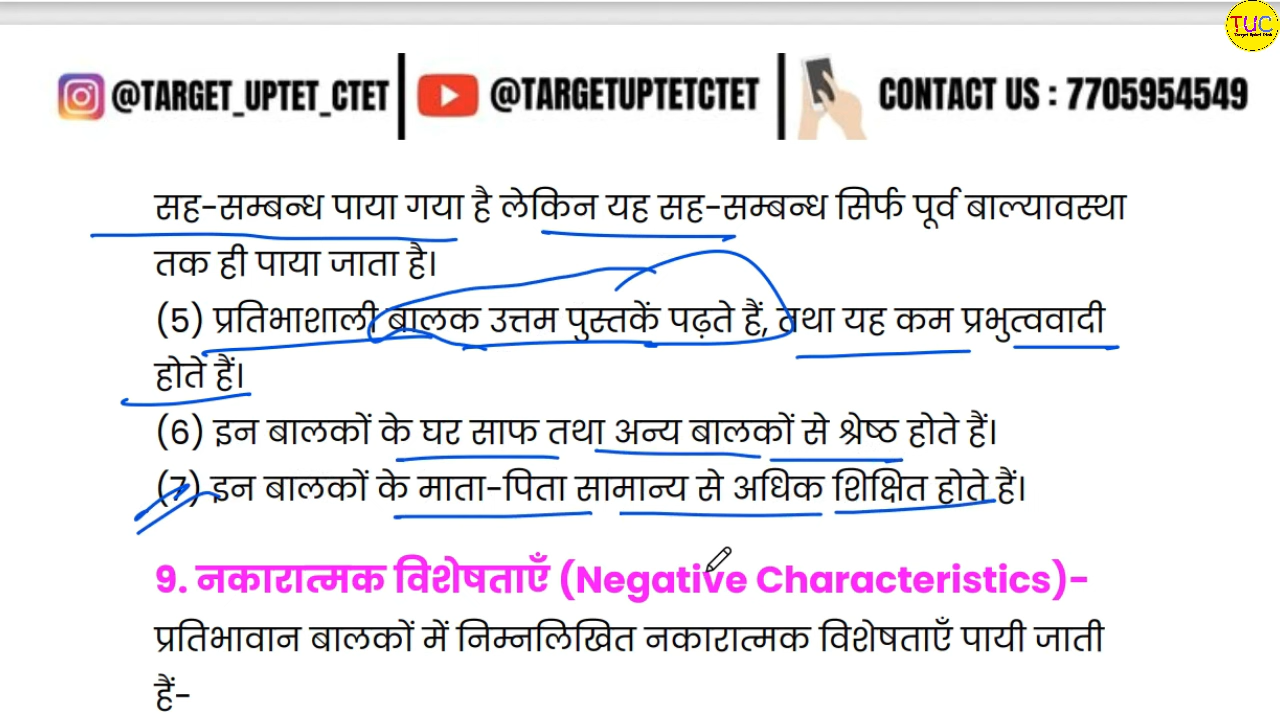 TUC
@TARGET_UPTET_CTET
@TARGETUPTETCTET
CONTACT US : 7705954549
सह-सम्बन्ध पाया गया है लेकिन यह सह-सम्बन्ध सिर्फ पूर्व बाल्यावस्था
तक ही पाया जाता है।
(5) प्रतिभाशाली बालक उत्तम पुस्तकें पढ़ते हैं, तथा यह कम प्रभुत्ववादी
होते हैं।
(6) इन बालकों के घर साफ तथा अन्य बालकों से श्रेष्ठ होते हैं।
(7) इन बालकों के माता-पिता सामान्य से अधिक शिक्षित होते हैं।
9. नकारात्मक विशेषताएँ (Negative Characteristics)-
प्रतिभावान बालकों में निम्नलिखित नकारात्मक विशेषताएँ पायी जाती
हैं-